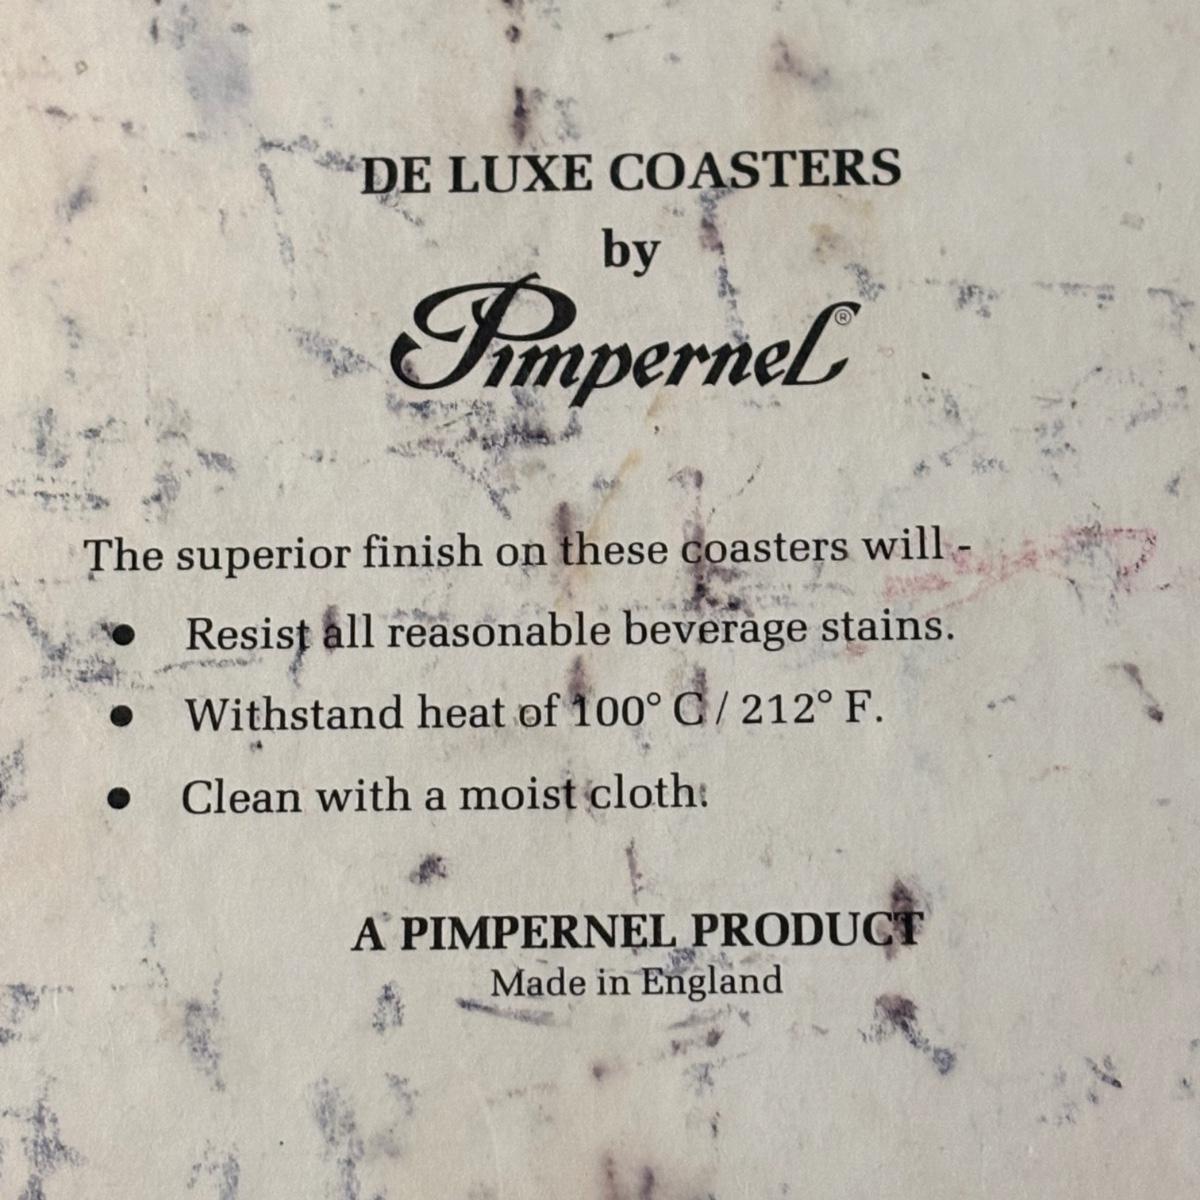 DE LUXE COASTERS
by
Pimpernel®
The superior finish on these coasters will -
● Resist all reasonable beverage stains.
● Withstand heat of 100° C / 212° F.
● Clean with a moist cloth.
A PIMPERNEL PRODUCT
Made in England